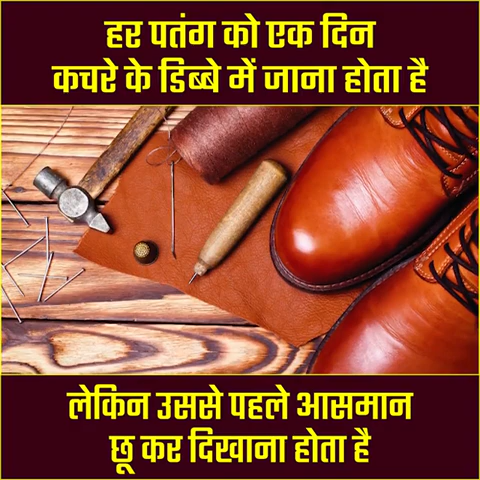 हर पतंग को एक दिन
कचरे के डिब्बे में जाना होता है
लेकिन उससे पहले आसमान
छू कर दिखाना होता है